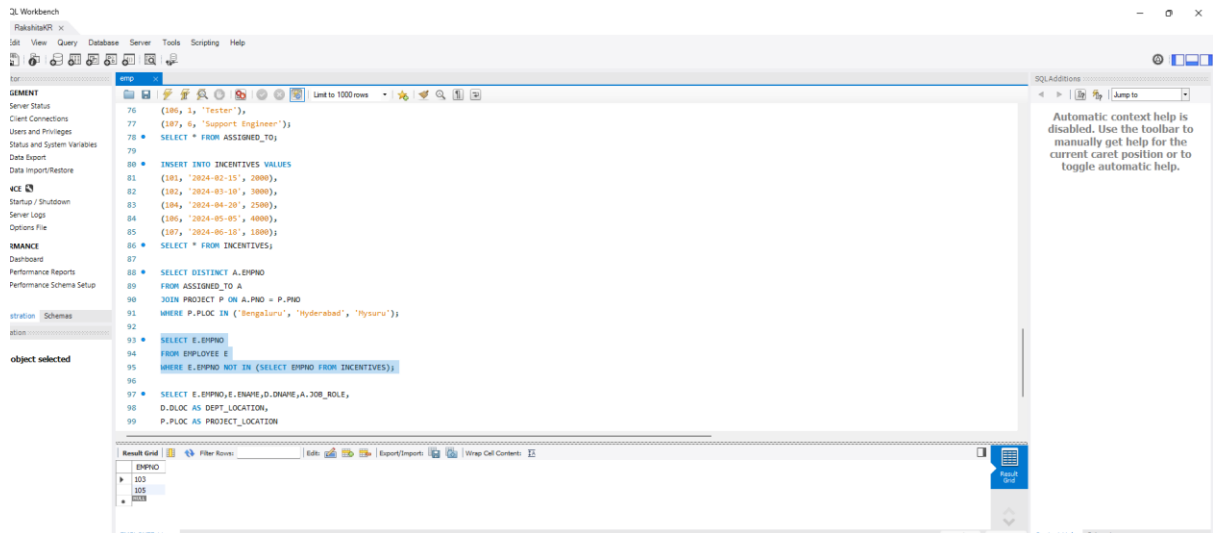 QL Workbench
RakshitaKR ×
Edit View Query Database Server Tools Scripting Help
tor
GEMENT
Server Status
Client Connections
Users and Privileges
Status and System Variables
Data Export
Data Import/Restore
NCE
Startup / Shutdown
Server Logs
Options File
RMANCE
Dashboard
Performance Reports
Performance Schema Setup
stration Schemas
ation
object selected
emp ×
Limit to 1000 rows
76 (106, 1, 'Tester'),
77 (107, 6, 'Support Engineer');
78 SELECT * FROM ASSIGNED_TO;
79
80 INSERT INTO INCENTIVES VALUES
81 (101, '2024-02-15', 2000),
82 (102, '2024-03-10', 3000),
83 (104, '2024-04-20', 2500),
84 (106, '2024-05-05', 4000),
85 (107, '2024-06-18', 1800);
86 SELECT * FROM INCENTIVES;
87
88 SELECT DISTINCT A.EMPNO
89 FROM ASSIGNED_TO A
90 JOIN PROJECT P ON A.PNO = P.PNO
91 WHERE P.PLOC IN ('Bengaluru', 'Hyderabad', 'Mysuru');
92
93 SELECT E.EMPNO
94 FROM EMPLOYEE E
95 WHERE E.EMPNO NOT IN (SELECT EMPNO FROM INCENTIVES);
96
97 SELECT E.EMPNO,E.ENAME,D.DNAME,A.JOB_ROLE,
98 D.DLOC AS DEPT_LOCATION,
99 P.PLOC AS PROJECT_LOCATION
Result Grid Filter Rows: Edit: Export/Import: Wrap Cell Content:
EMPNO
103
105
NULL
Result
Grid
SQLAdditions
Jump to
Automatic context help is
disabled. Use the toolbar to
manually get help for the
current caret position or to
toggle automatic help.